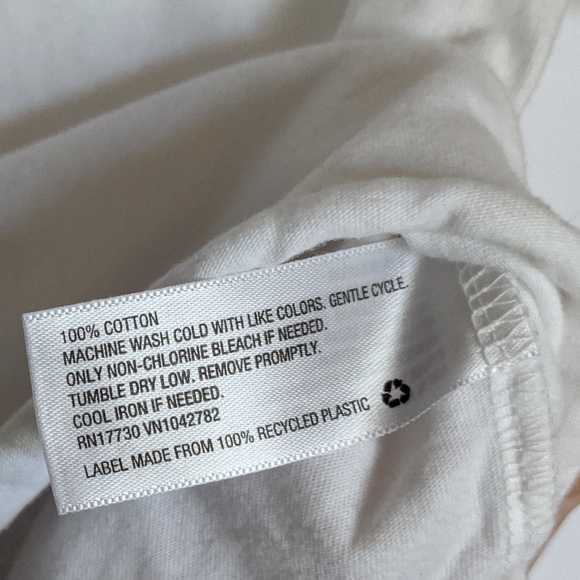 100% COTTON
MACHINE WASH COLD WITH LIKE COLORS. GENTLE CYCLE.
ONLY NON-CHLORINE BLEACH IF NEEDED.
TUMBLE DRY LOW. REMOVE PROMPTLY.
COOL IRON IF NEEDED.
RN17730 VN1042782
LABEL MADE FROM 100% RECYCLED PLASTIC